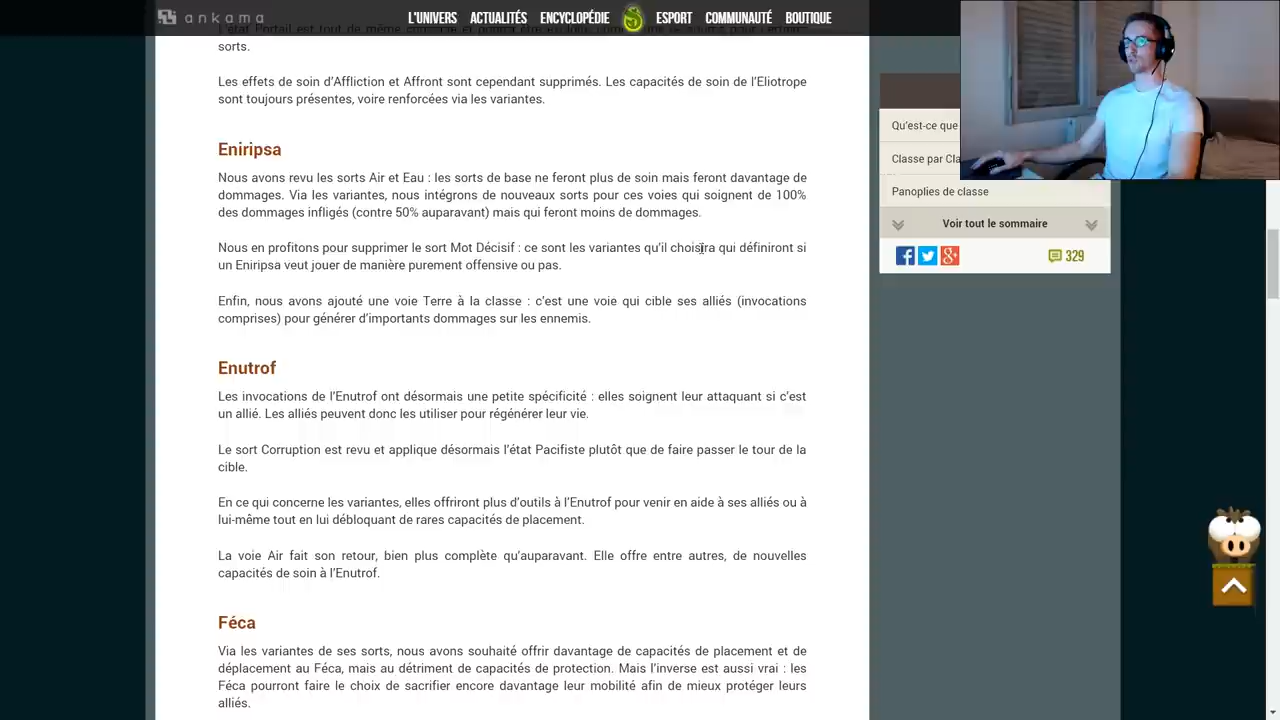 ankama
L'UNIVERS ACTUALITÉS ENCYCLOPÉDIE ESPORT COMMUNAUTÉ BOUTIQUE
sorts.
Les effets de soin d'Affliction et Affront sont cependant supprimés. Les capacités de soin de l'Eliotrope
sont toujours présentes, voire renforcées via les variantes.
Eniripsa
Nous avons revu les sorts Air et Eau : les sorts de base ne feront plus de soin mais feront davantage de
dommages. Via les variantes, nous intégrons de nouveaux sorts pour ces voies qui soignent de 100%
des dommages infligés (contre 50% auparavant) mais qui feront moins de dommages.
Nous en profitons pour supprimer le sort Mot Décisif : ce sont les variantes qu'il choisira qui définiront si
un Eniripsa veut jouer de manière purement offensive ou pas.
Enfin, nous avons ajouté une voie Terre à la classe : c'est une voie qui cible ses alliés (invocations
comprises) pour générer d'importants dommages sur les ennemis.
Enutrof
Les invocations de l'Enutrof ont désormais une petite spécificité : elles soignent leur attaquant si c'est
un allié. Les alliés peuvent donc les utiliser pour régénérer leur vie.
Le sort Corruption est revu et applique désormais l'état Pacifiste plutôt que de faire passer le tour de la
cible.
En ce qui concerne les variantes, elles offriront plus d'outils à l'Enutrof pour venir en aide à ses alliés ou à
lui-même tout en lui débloquant de rares capacités de placement.
La voie Air fait son retour, bien plus complète qu'auparavant. Elle offre entre autres, de nouvelles
capacités de soin à l'Enutrof.
Féca
Via les variantes de ses sorts, nous avons souhaité offrir davantage de capacités de placement et de
déplacement au Féca, mais au détriment de capacités de protection. Mais l'inverse est aussi vrai : les
Féca pourront faire le choix de sacrifier encore davantage leur mobilité afin de mieux protéger leurs
alliés.
Qu'est-ce que
Classe par Cla
Panoplies de classe
Voir tout le sommaire
329